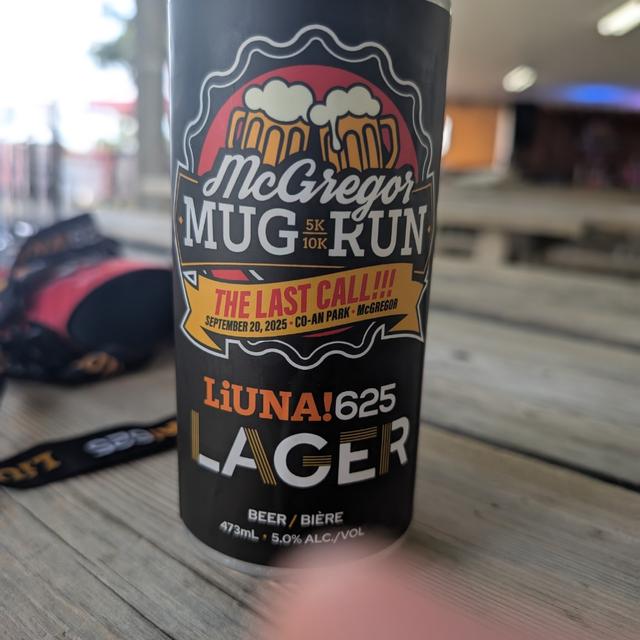 McGregor
MUG 5K 10K RUN
THE LAST CALL!!!
SEPTEMBER 20, 2025 • CO-AN PARK • McGREGOR
LiUNA!625
LAGER
BEER / BIÈRE
473mL • 5.0% ALC./VOL